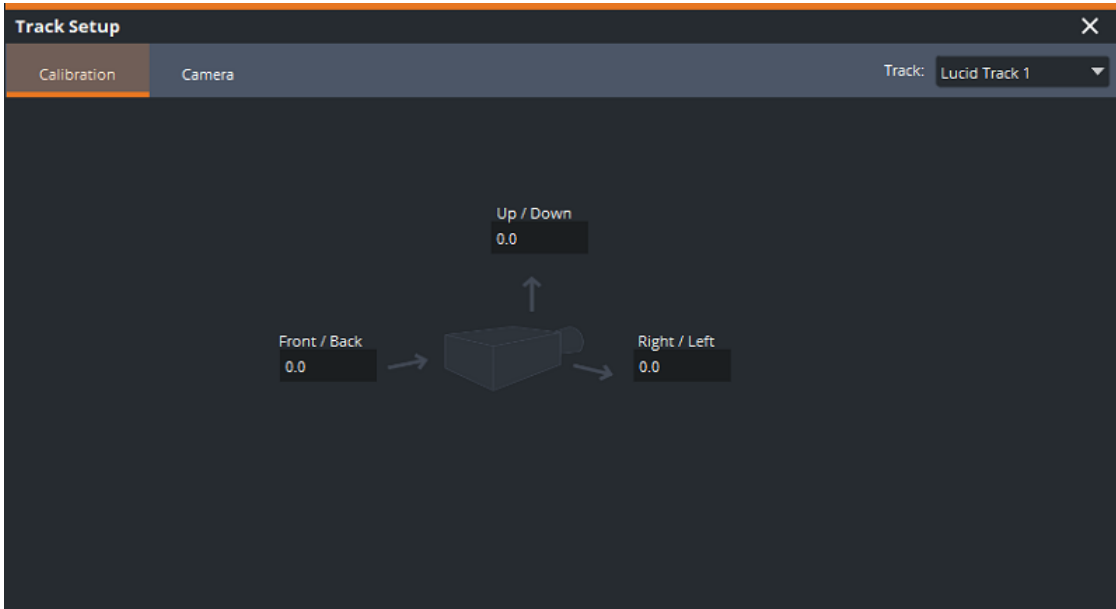 Track Setup
Calibration
Camera
Track:
Lucid Track 1
Up / Down
0.0
Front / Back
0.0
Right / Left
0.0